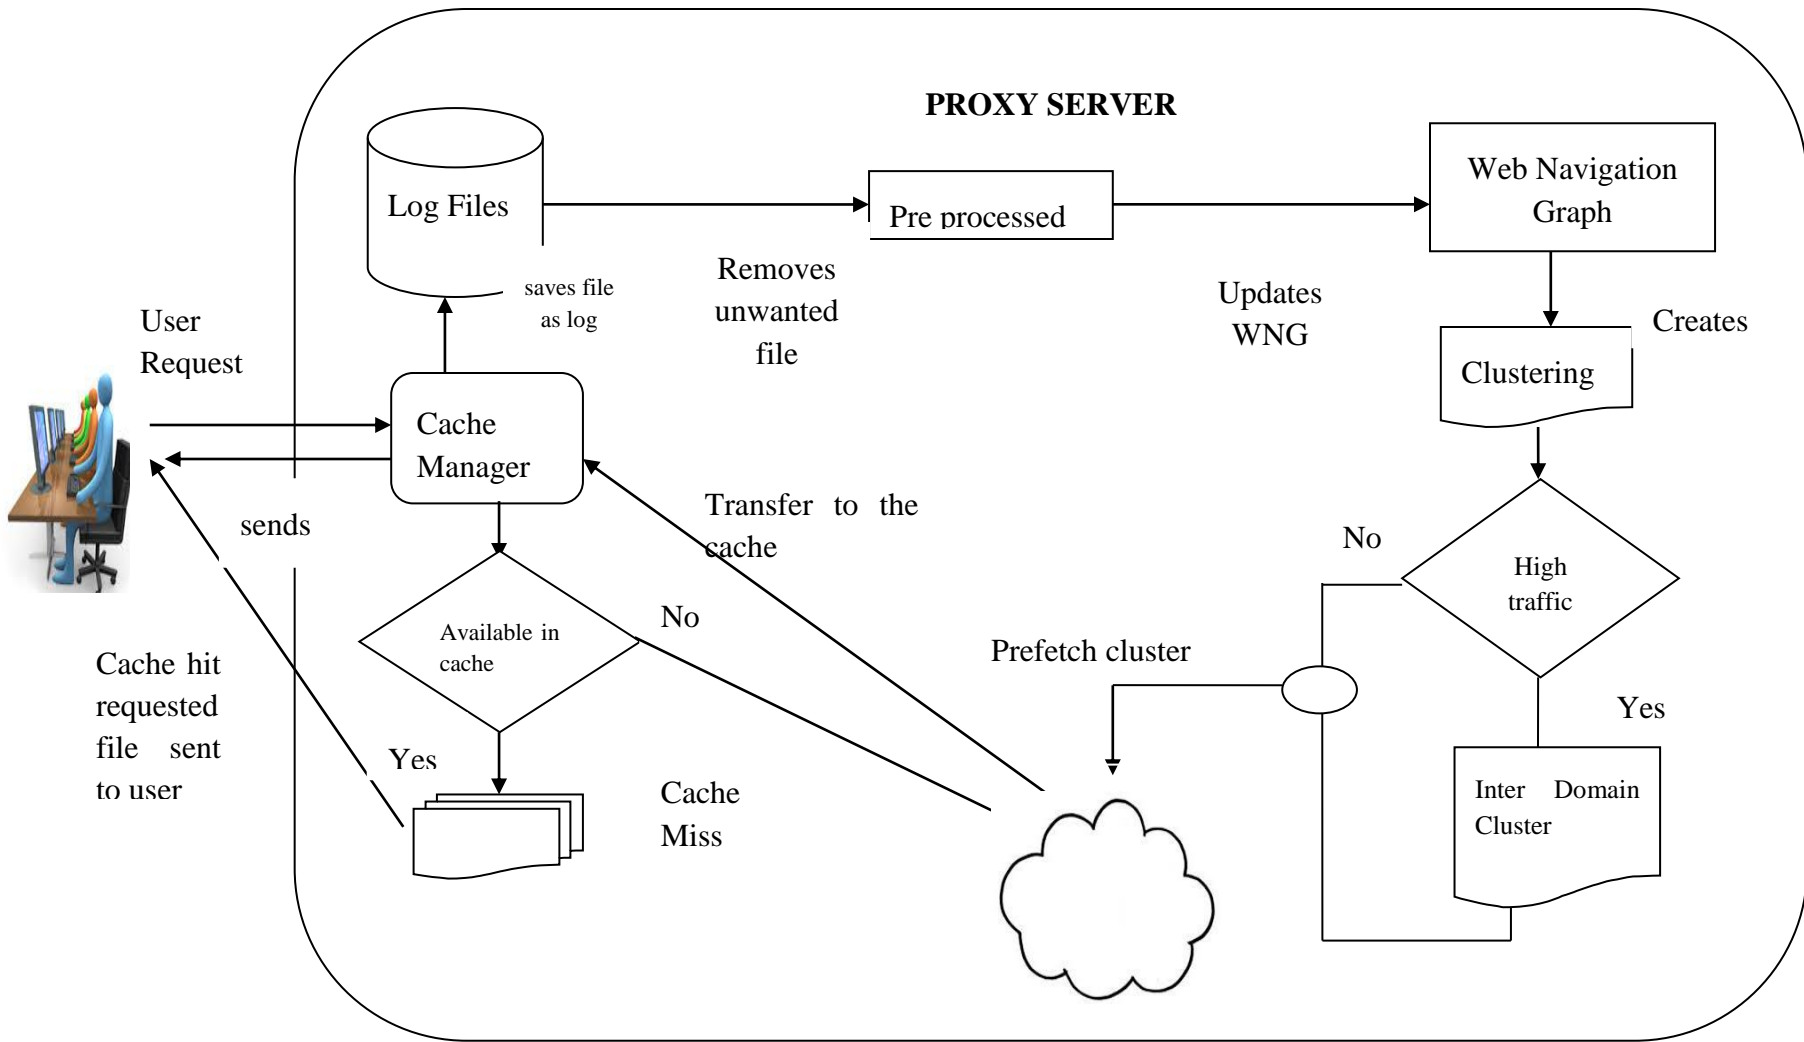 PROXY SERVER
Log Files
Pre processed
Web Navigation
Graph
saves file
as log
Removes
unwanted
file
Updates
WNG
Creates
User
Request
Clustering
Cache
Manager
sends
Transfer to the
cache
No
High
traffic
Available in
cache
No
Prefetch cluster
Cache hit
requested
file sent
to user
Yes
Yes
Cache
Miss
Inter Domain
Cluster